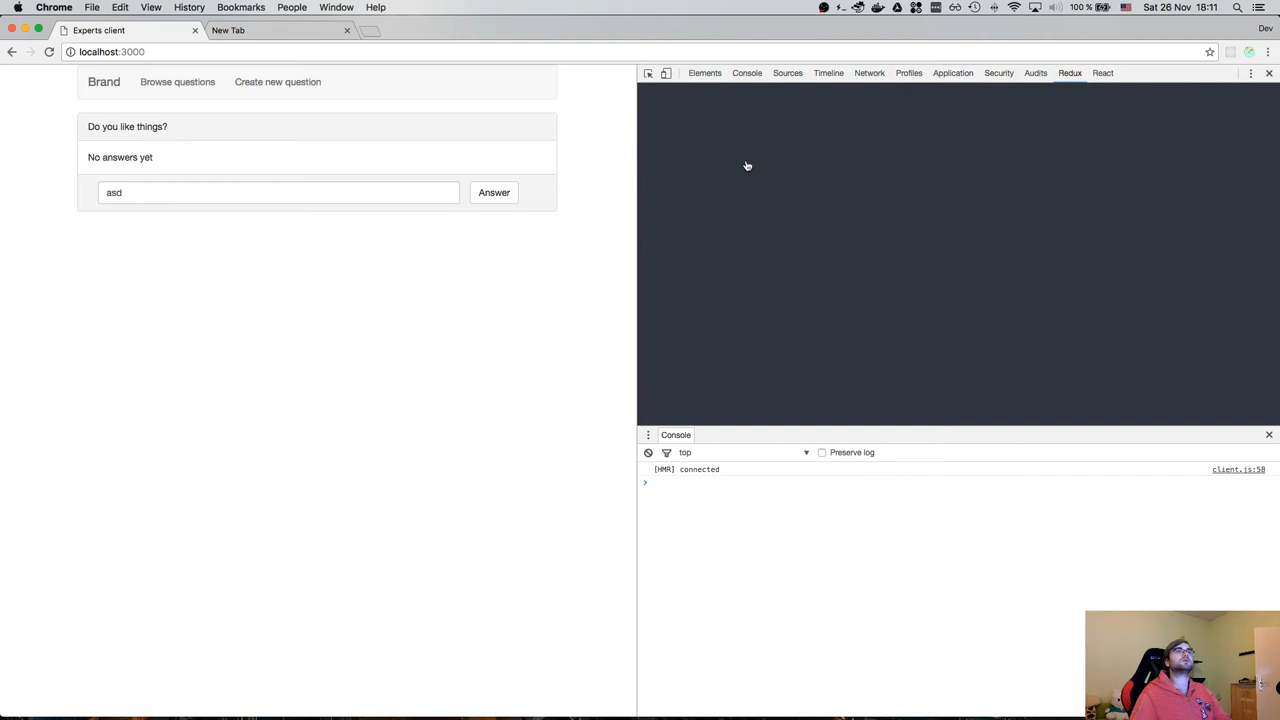 Chrome File Edit View History Bookmarks People Window Help 100 % Sat 26 Nov 18:11
Experts client New Tab Dev
localhost:3000
Brand Browse questions Create new question
Do you like things?
No answers yet
asd Answer
Elements Console Sources Timeline Network Profiles Application Security Audits Redux React
Console
top Preserve log
[HMR] connected client.js:58